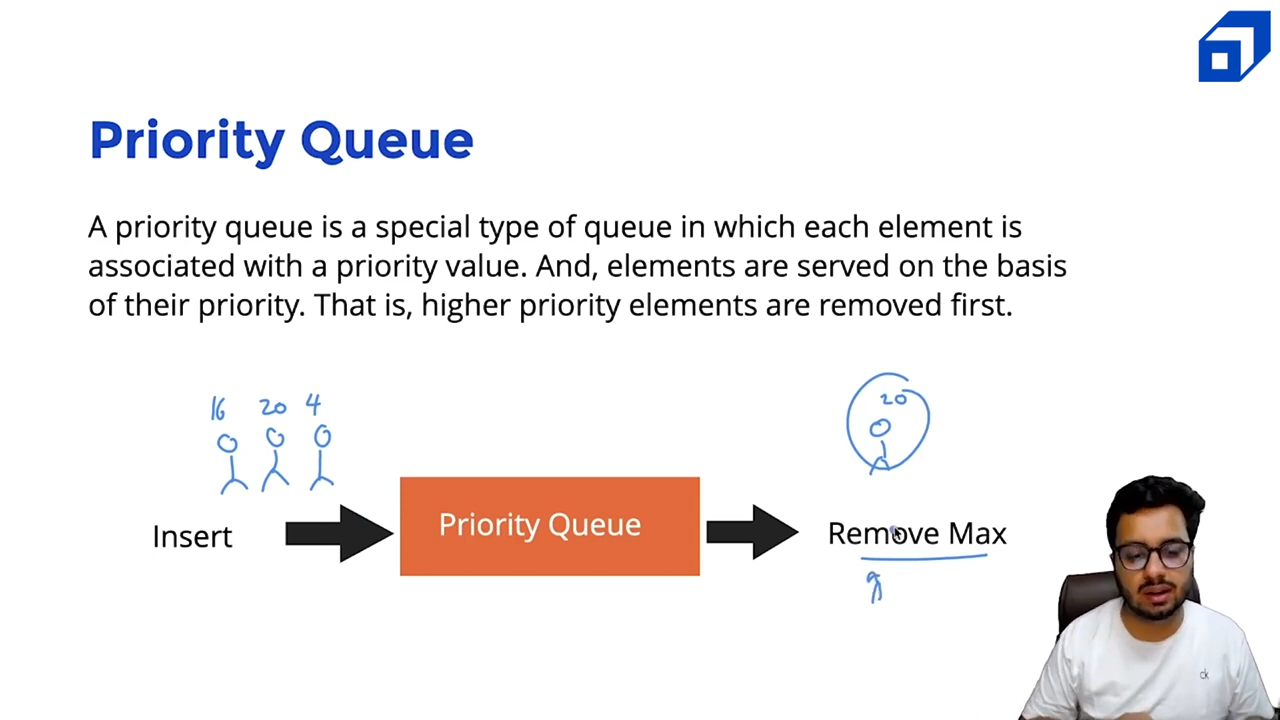 Priority Queue
A priority queue is a special type of queue in which each element is
associated with a priority value. And, elements are served on the basis
of their priority. That is, higher priority elements are removed first.
16 20 4
20
Insert
Priority Queue
Remove Max
ck